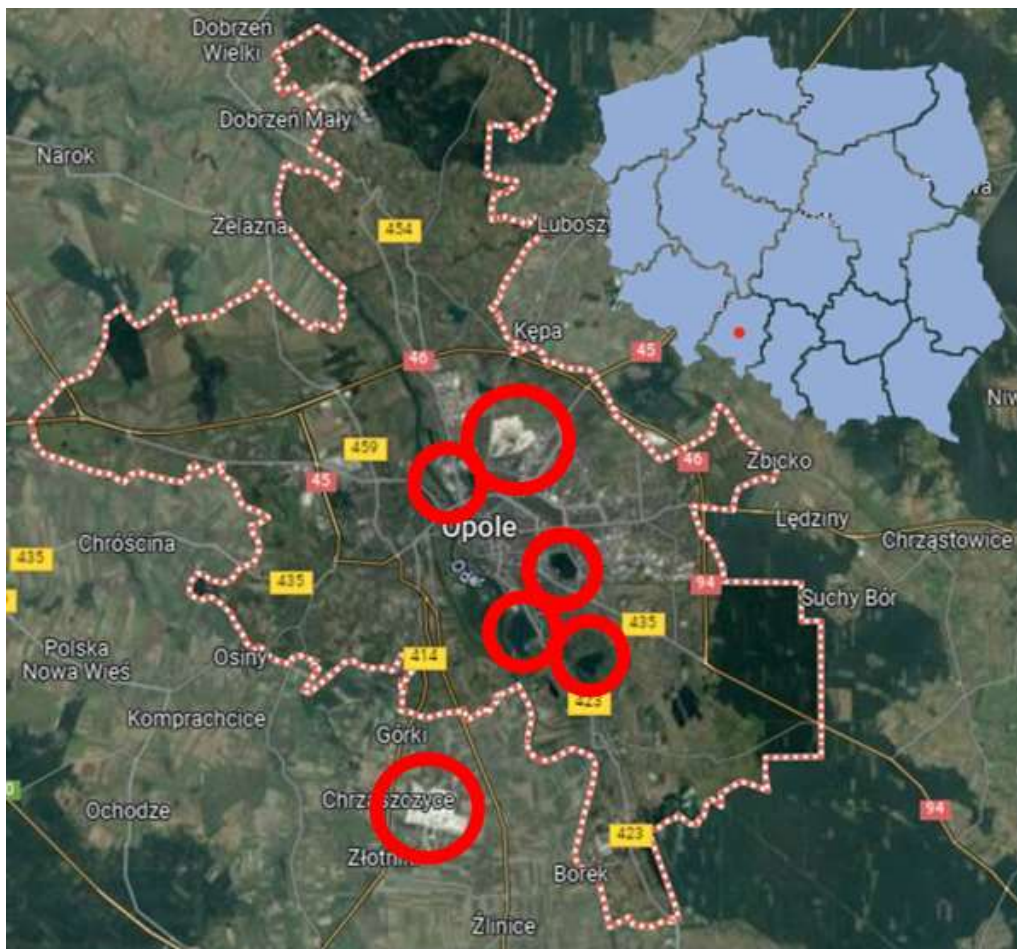 Dobrzeń
Wielki
Dobrzeń Mały
Narok
Żelazna
454
Lubosz
Kępa
45
46
459
45
46
Zbicko
Opole
Lędziny
Chrząstowice
Chróścina
435
435
Oder
94
Suchy Bór
435
Polska
Nowa Wieś
Osiny
414
423
Komprachcice
Górki
Chrząszczyce
Ochodze
94
423
Borek
Żlinice